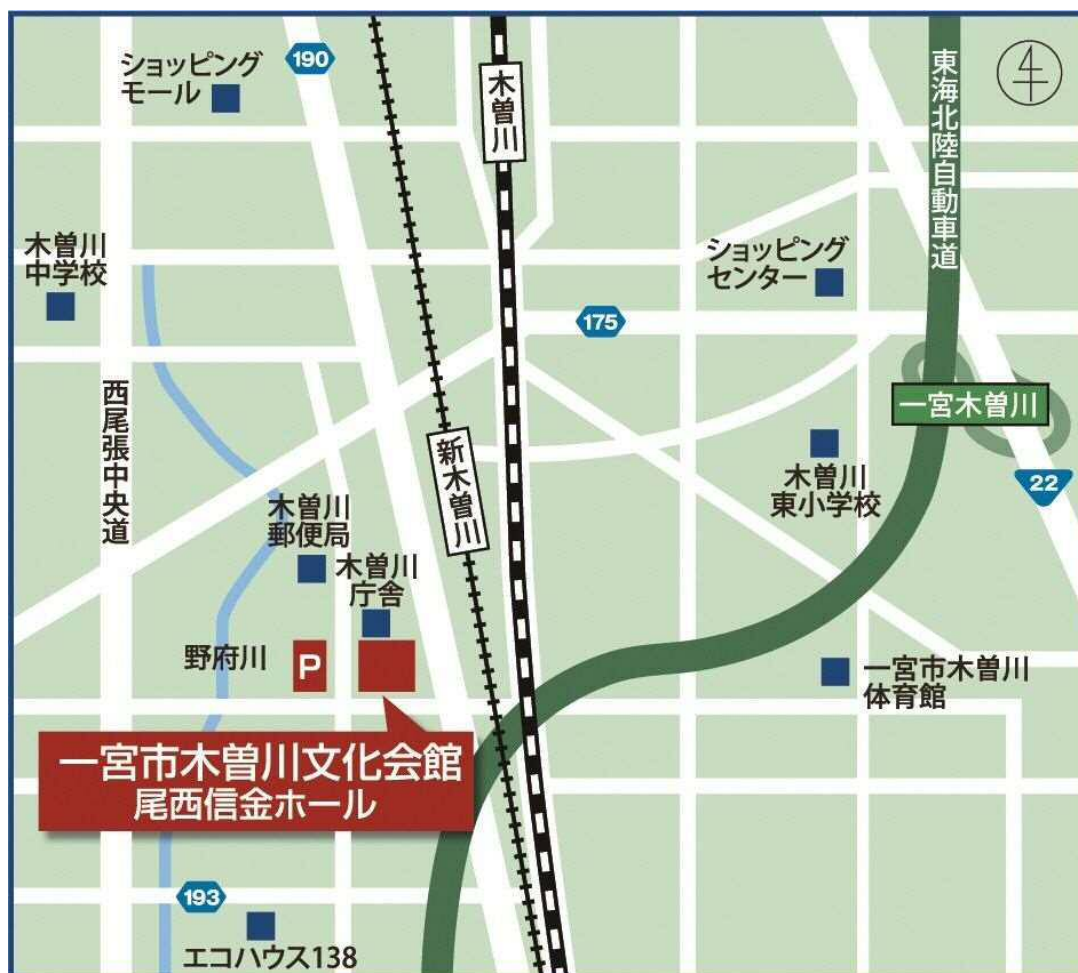 ショッピング
モール
190
木曽川
東海北陸自動車道
木曽川
中学校
ショッピング
センター
175
西尾張中央道
一宮木曽川
新木曽川
木曽川
東小学校
22
木曽川
郵便局
木曽川
庁舎
野府川
P
一宮市木曽川
体育館
一宮市木曽川文化会館
尾西信金ホール
193
エコハウス138